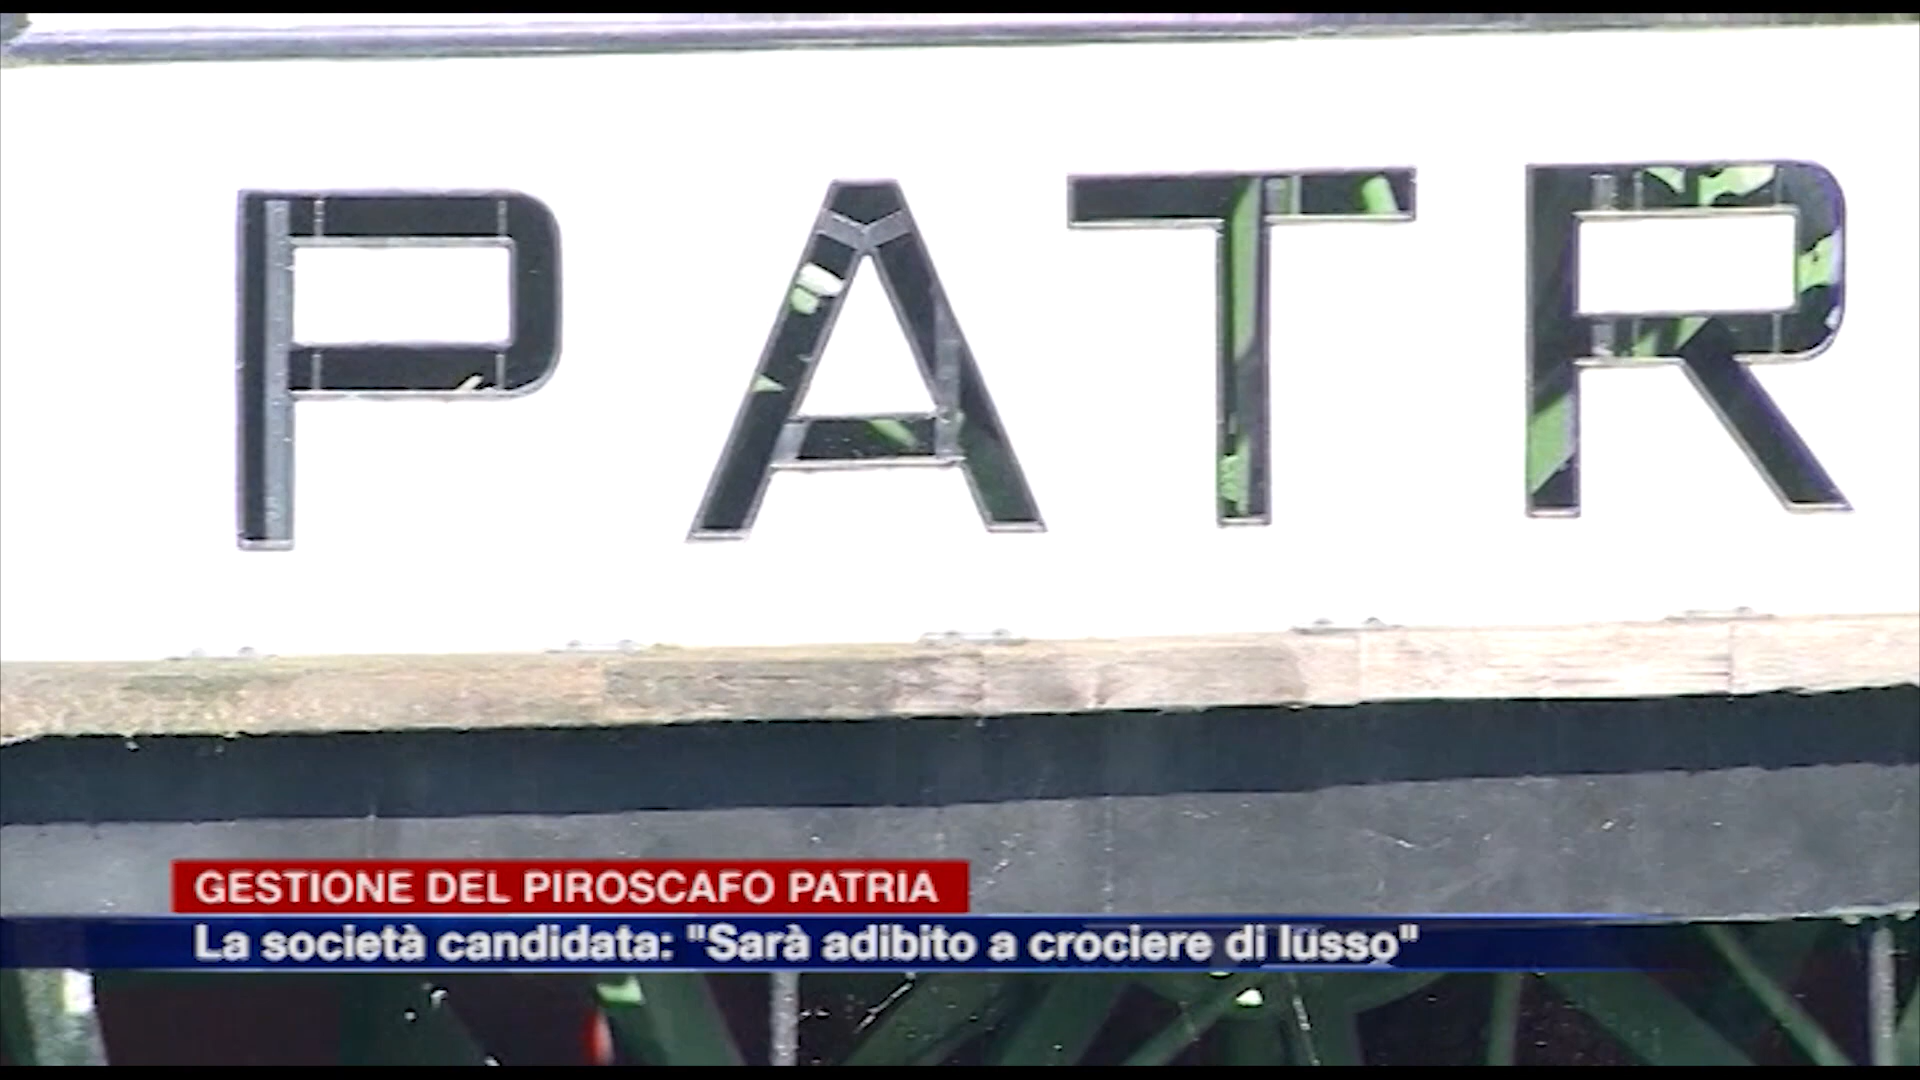 PATR
GESTIONE DEL PIROSCAFO PATRIA
La società candidata: "Sarà adibito a crociere di lusso"